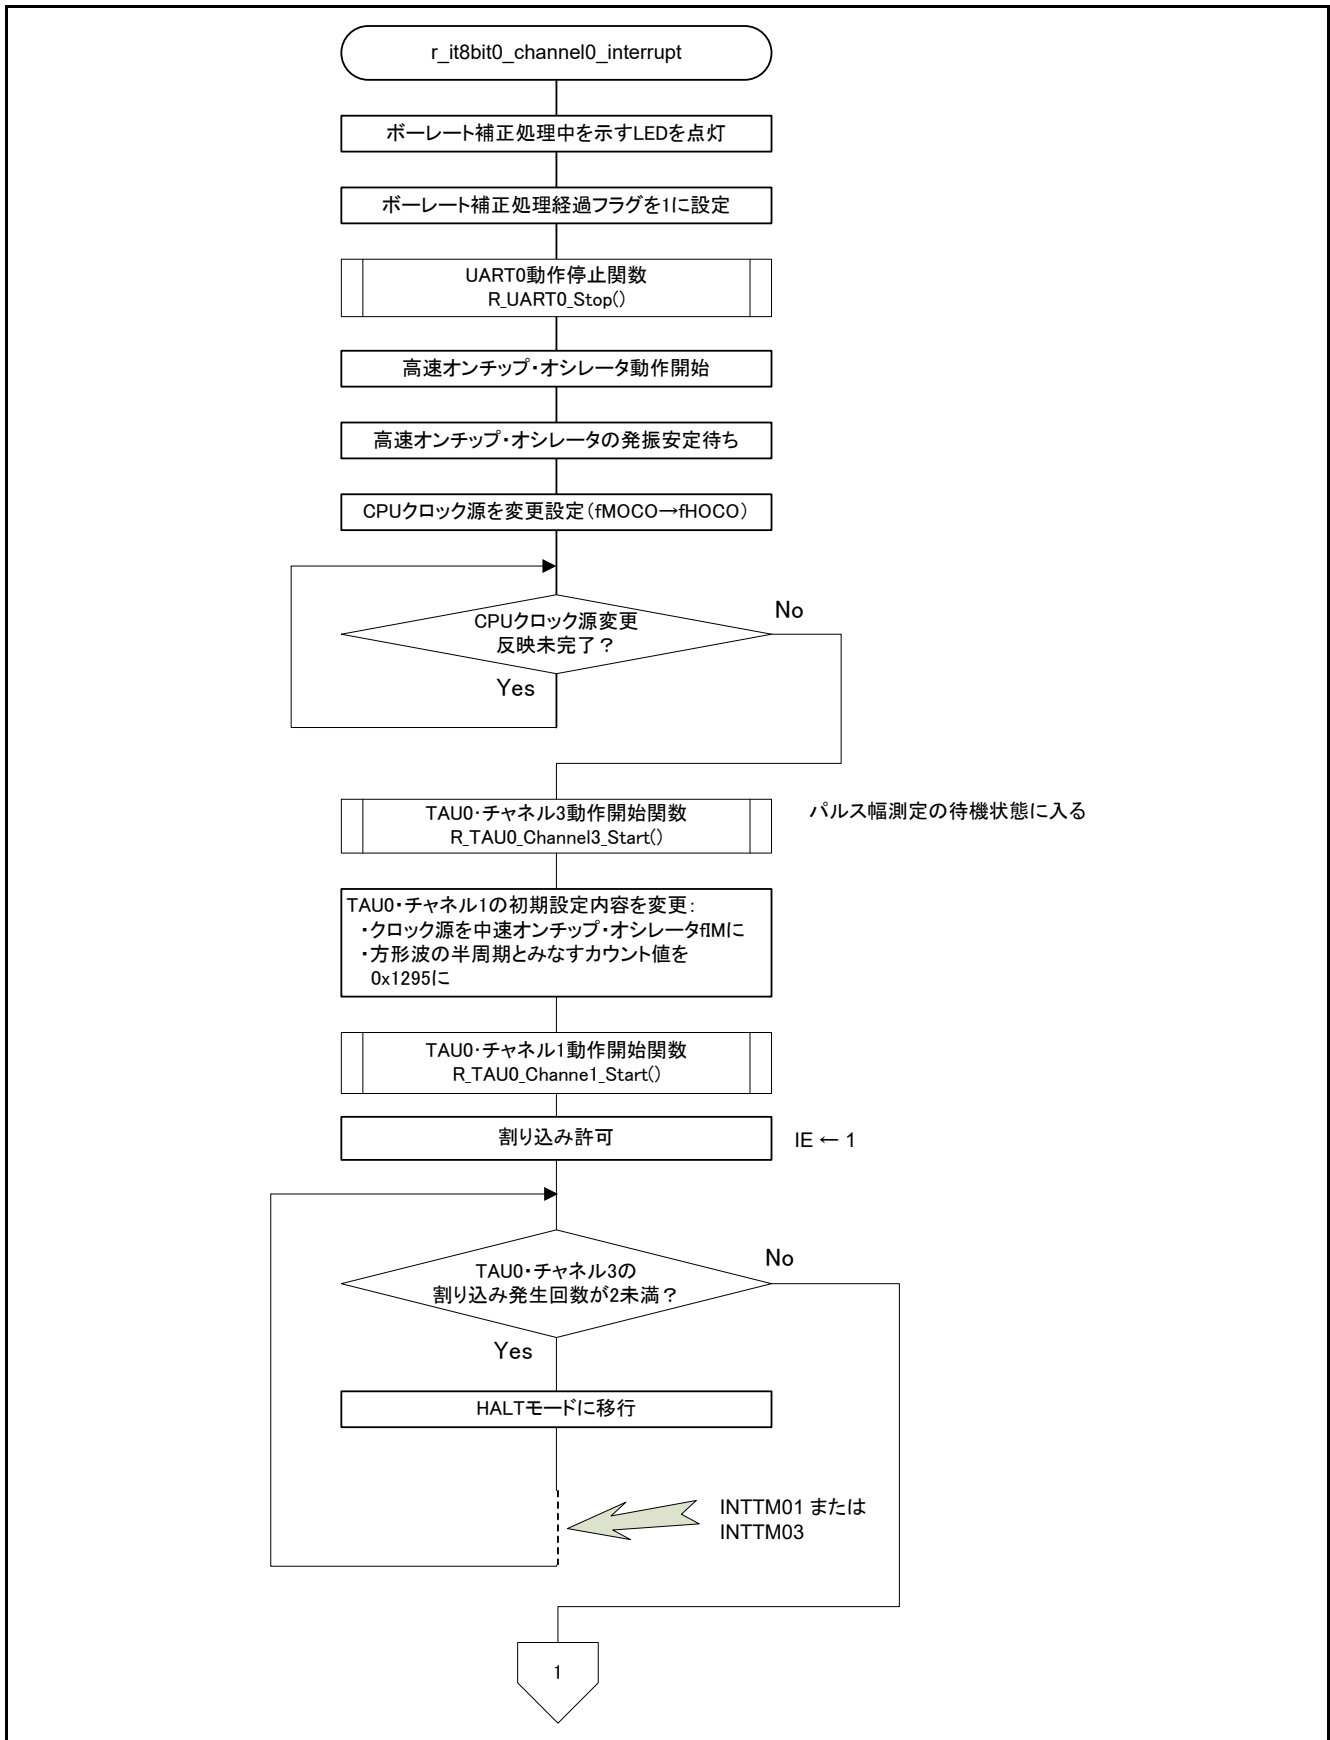 r_it8bit0_channel0_interrupt
ボーレート補正処理中を示すLEDを点灯
ボーレート補正処理経過フラグを1に設定
UART0動作停止関数
R_UART0_Stop()
高速オンチップ・オシレータ動作開始
高速オンチップ・オシレータの発振安定待ち
CPUクロック源を変更設定（fMOCO→fHOCO）
CPUクロック源変更
反映未完了？
No
Yes
TAU0・チャネル3動作開始関数
R_TAU0_Channel3_Start()
パルス幅測定の待機状態に入る
TAU0・チャネル1の初期設定内容を変更：
・クロック源を中速オンチップ・オシレータfIMに
・方形波の半周期とみなすカウント値を
0x1295に
TAU0・チャネル1動作開始関数
R_TAU0_Channe1_Start()
割り込み許可
IE ← 1
TAU0・チャネル3の
割り込み発生回数が2未満？
No
Yes
HALTモードに移行
INTTM01 または
INTTM03
1